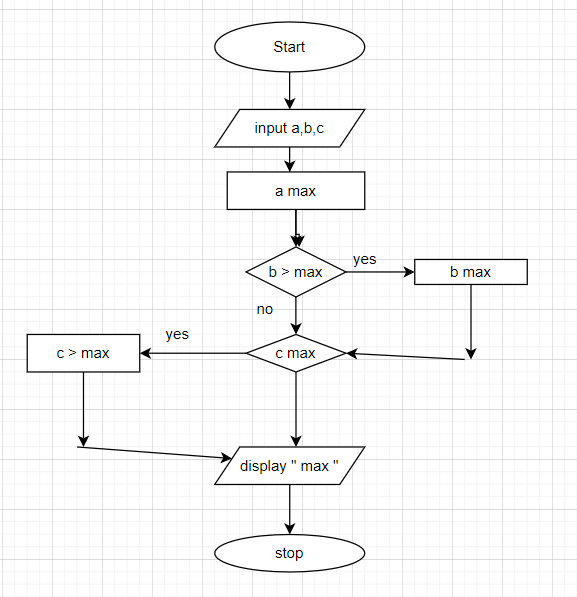 Start
input a,b,c
a max
b > max
yes
b max
no
yes
c > max
c max
display " max "
stop